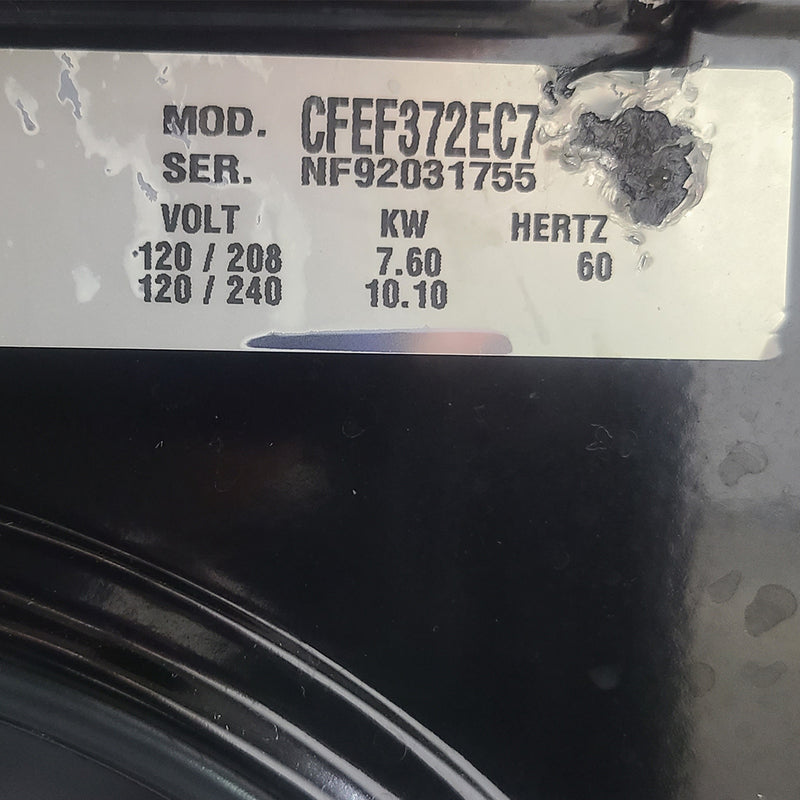 MOD. CFEF372EC7
SER. NF92031755
VOLT KW HERTZ
120 / 208 7.60 60
120 / 240 10.10